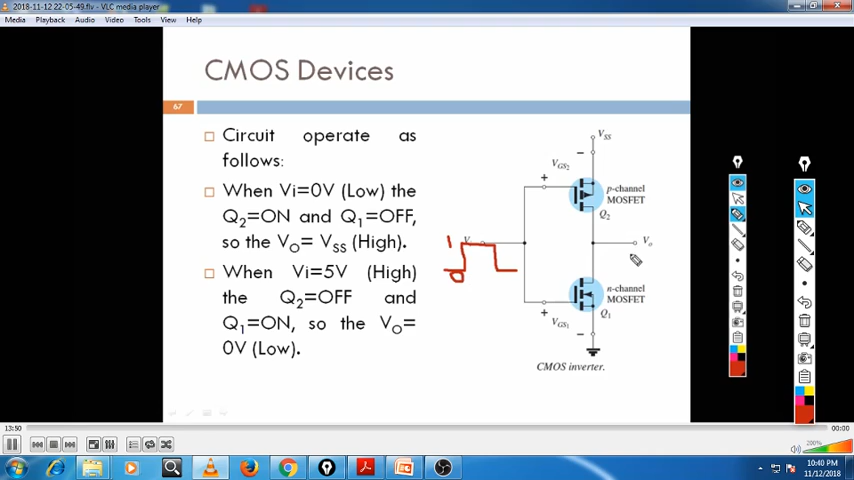 2018-11-12 22-05-49.flv - VLC media player
Media Playback Audio Video Tools View Help
CMOS Devices
67
Circuit operate as
follows:
When Vi=0V (Low) the
Q2=ON and Q1=OFF,
so the VO= VSS (High).
When Vi=5V (High)
the Q2=OFF and
Q1=ON, so the VO=
0V (Low).
VSS
−
VGS2
+
p-channel
MOSFET
Q2
1
V
Vo
0
n-channel
MOSFET
Q1
+
VGS1
−
CMOS inverter.
13:50
00:00
200%
10:40 PM
11/12/2018